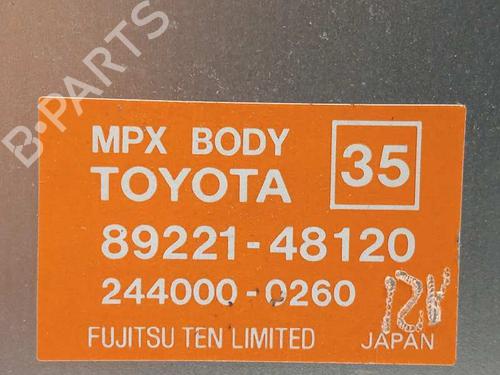 B-PARTS
MPX BODY
35
TOYOTA
89221-48120
244000-0260
FUJITSU TEN LIMITED
JAPAN